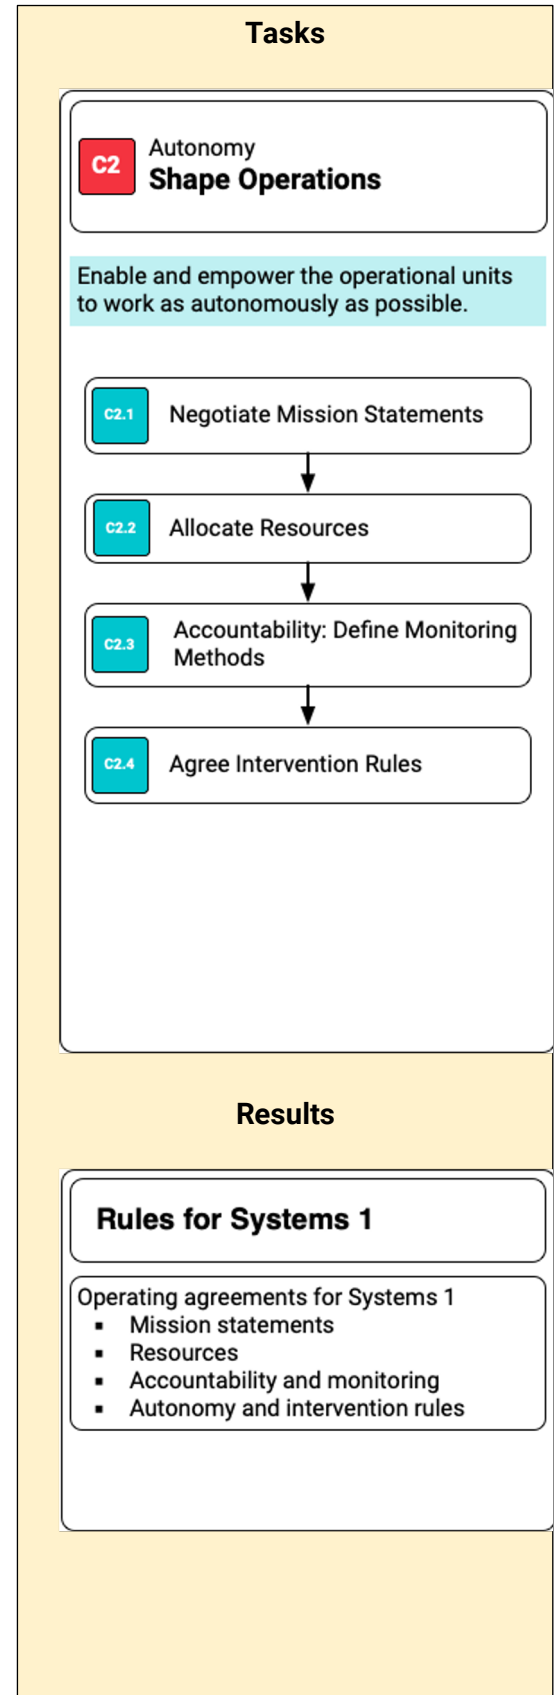 Tasks
C2
Autonomy
Shape Operations
Enable and empower the operational units
to work as autonomously as possible.
C2.1
Negotiate Mission Statements
C2.2
Allocate Resources
C2.3
Accountability: Define Monitoring
Methods
C2.4
Agree Intervention Rules
Results
Rules for Systems 1
Operating agreements for Systems 1
▪ Mission statements
▪ Resources
▪ Accountability and monitoring
▪ Autonomy and intervention rules